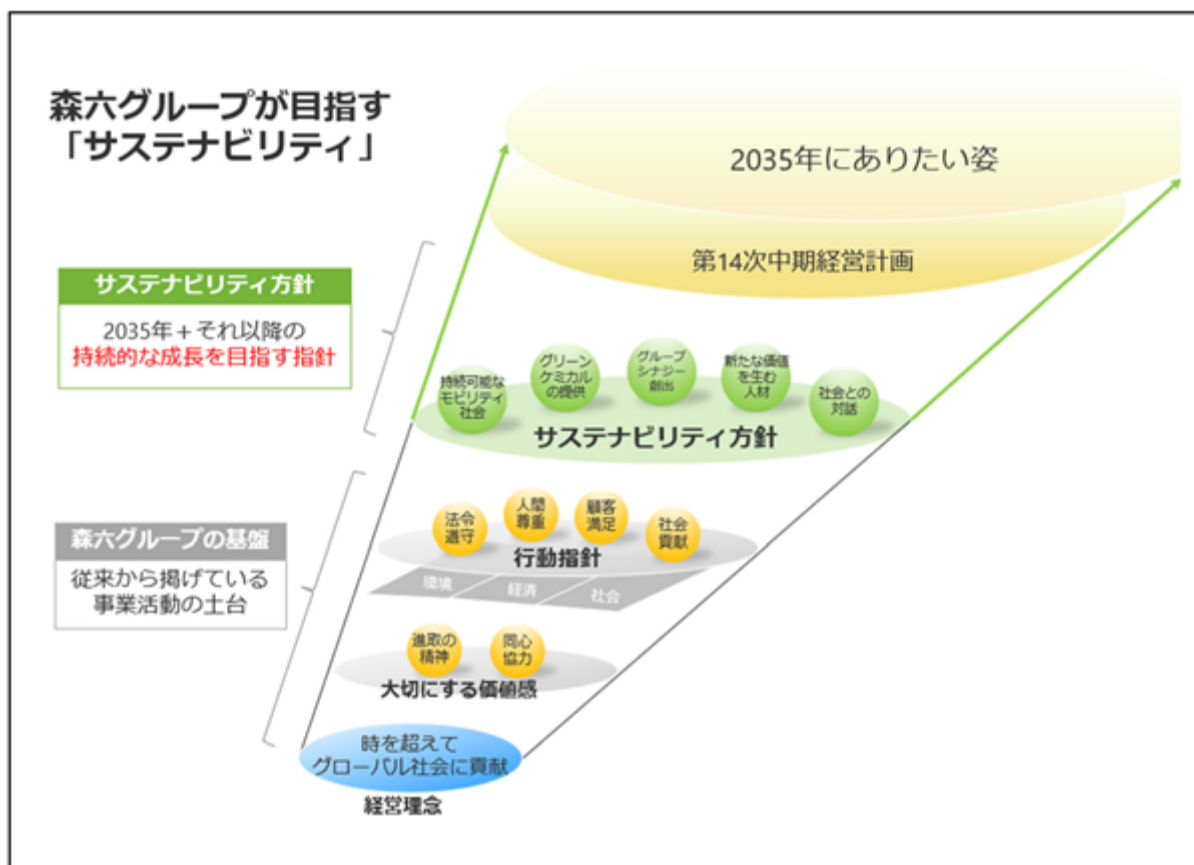 森六グループが目指す
「サステナビリティ」
2035年にありたい姿
第14次中期経営計画
サステナビリティ方針
2035年+それ以降の
持続的な成長を目指す指針
持続可能な
モビリティ
社会
グリーン
ケミカル
の提供
グループ
シナジー
創出
新たな価値
を生む
人材
社会との
対話
サステナビリティ方針
森六グループの基盤
従来から掲げている
事業活動の土台
法令
遵守
人間
尊重
顧客
満足
社会
貢献
行動指針
環境
経済
社会
進取の
精神
同心
協力
大切にする価値感
時を超えて
グローバル社会に貢献
経営理念